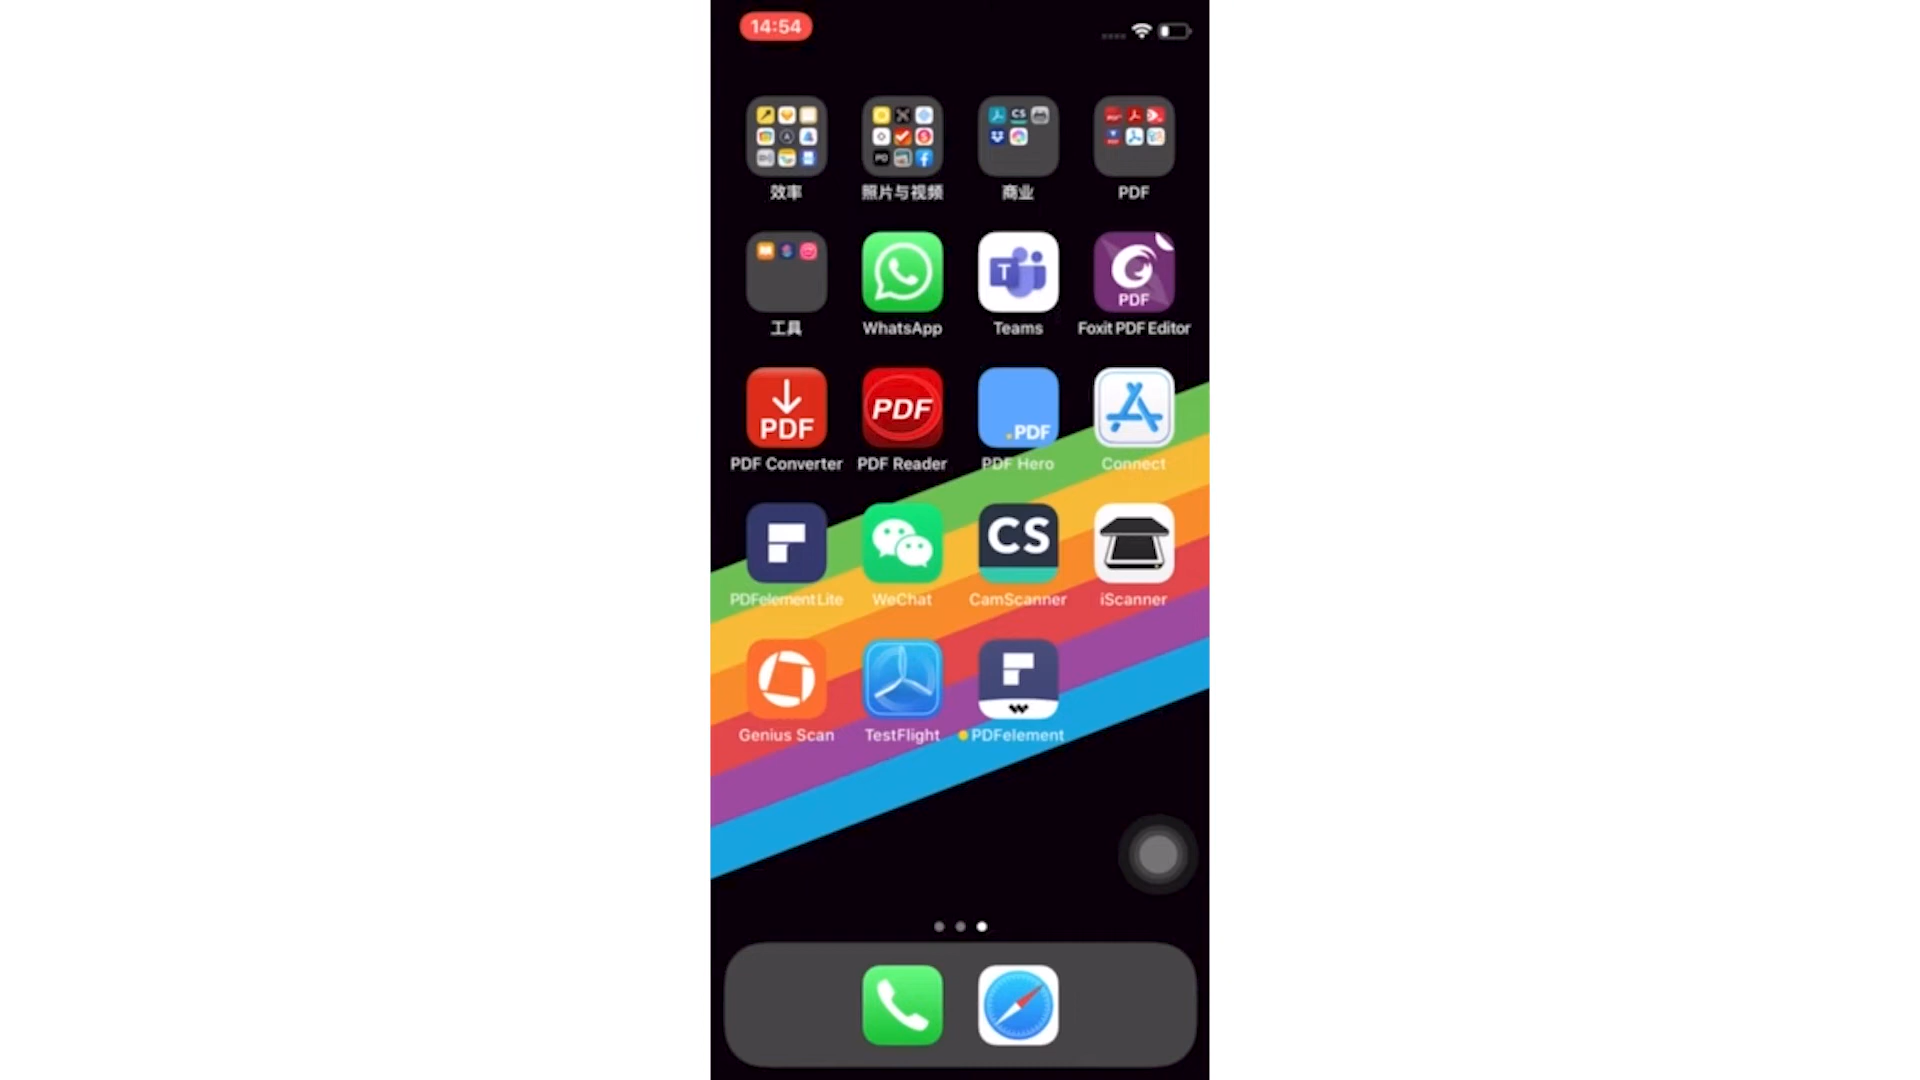 14:54
CS
PO
效率
照片与视频
商业
PDF
T
PDF
工具
WhatsApp
Teams
Foxit PDF Editor
PDF
PDF
.PDF
PDF Converter
PDF Reader
PDF Hero
Connect
CS
PDFelement Lite
WeChat
CamScanner
iScanner
Genius Scan
TestFlight
PDFelement